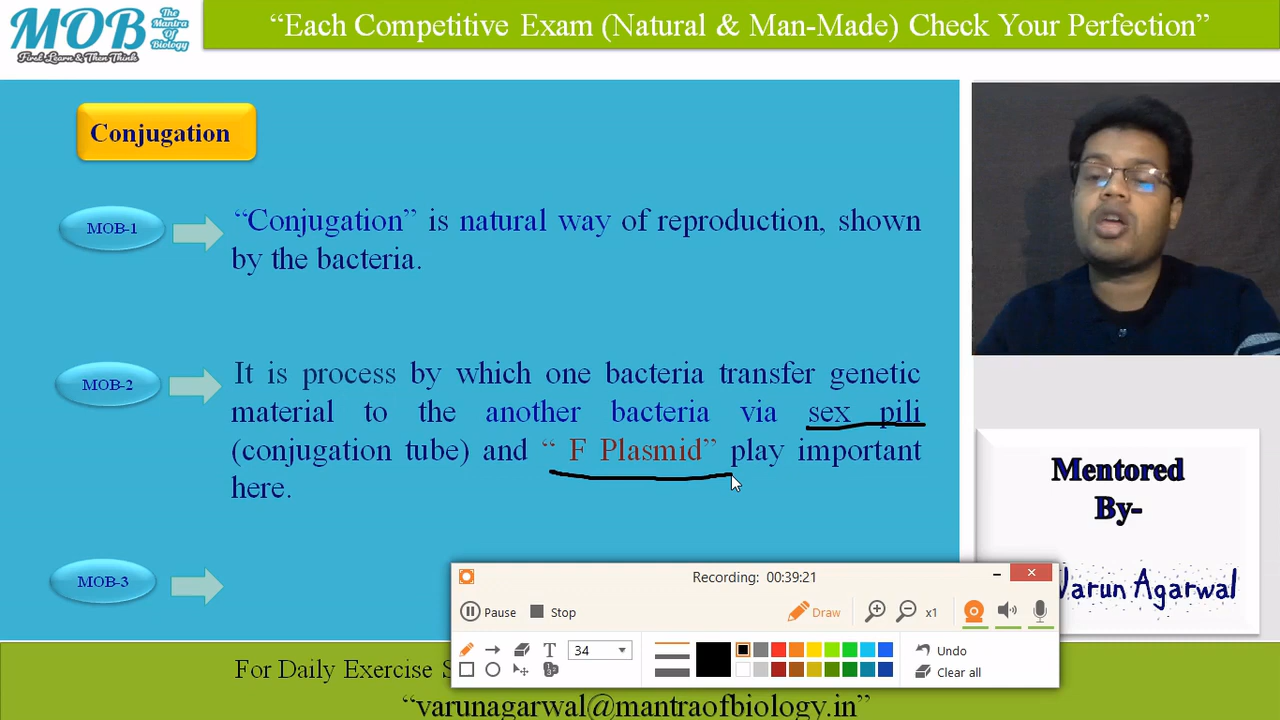 MOB
The Mantra Of Biology
First Learn & Then Think
“Each Competitive Exam (Natural & Man-Made) Check Your Perfection”
Conjugation
MOB-1
“Conjugation” is natural way of reproduction, shown
by the bacteria.
MOB-2
It is process by which one bacteria transfer genetic
material to the another bacteria via sex pili
(conjugation tube) and “ F Plasmid” play important
here.
MOB-3
Mentored
By-
Varun Agarwal
Recording: 00:39:21
Pause
Stop
Draw
x1
T
34
Undo
Clear all
For Daily Exercise S
“varunagarwal@mantraofbiology.in”